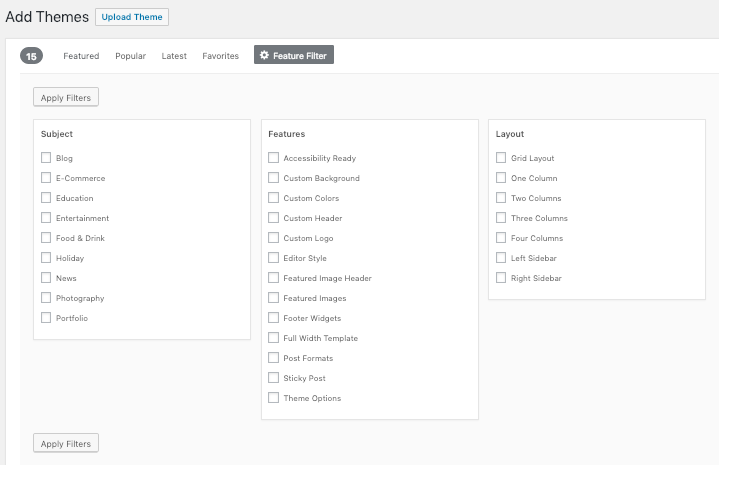 Add Themes Upload Theme
15 Featured Popular Latest Favorites Feature Filter
Apply Filters
Subject
Blog
E-Commerce
Education
Entertainment
Food & Drink
Holiday
News
Photography
Portfolio
Features
Accessibility Ready
Custom Background
Custom Colors
Custom Header
Custom Logo
Editor Style
Featured Image Header
Featured Images
Footer Widgets
Full Width Template
Post Formats
Sticky Post
Theme Options
Layout
Grid Layout
One Column
Two Columns
Three Columns
Four Columns
Left Sidebar
Right Sidebar
Apply Filters